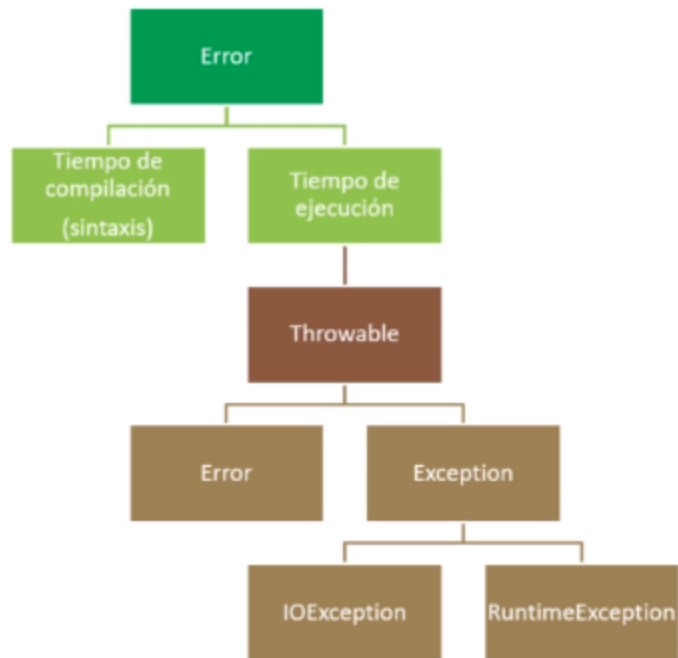 Error
Tiempo de
compilación
(sintaxis)
Tiempo de
ejecución
Throwable
Error
Exception
IOException
RuntimeException